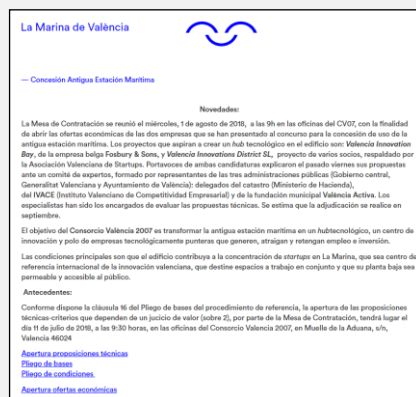 La Marina de València
— Concesión Antigua Estación Marítima
Novedades:
La Mesa de Contratación se reunió el miércoles, 1 de agosto de 2018, a las 9h en las oficinas del CV07, con la finalidad
de abrir las ofertas económicas de las dos empresas que se han presentado al concurso para la concesión de uso de la
antigua estación marítima. Los proyectos que aspiran a crear un hub tecnológico en el edificio son: Valencia Innovation
Bay, de la empresa belga Fosbury & Sons, y Valencia Innovations District SL, proyecto de varios socios, respaldado por
la Asociación Valenciana de Startups. Portavoces de ambas candidaturas explicaron el pasado viernes sus propuestas
ante un comité de expertos, formado por representantes de las tres administraciones públicas (Gobierno central,
Generalitat Valenciana y Ayuntamiento de València): delegados del catastro (Ministerio de Hacienda),
del IVACE (Instituto Valenciano de Competitividad Empresarial) y de la fundación municipal València Activa. Los
especialistas han sido los encargados de evaluar las propuestas técnicas. Se estima que la adjudicación se realice en
septiembre.
El objetivo del Consorcio València 2007 es transformar la antigua estación marítima en un hubtecnológico, un centro de
innovación y polo de empresas tecnológicamente punteras que generen, atraigan y retengan empleo e inversión.
Las condiciones principales son que el edificio contribuya a la concentración de startups en La Marina, que sea centro de
referencia internacional de la innovación valenciana, que destine espacios a trabajo en conjunto y que su planta baja sea
permeable y accesible al público.
Antecedentes:
Conforme dispone la cláusula 16 del Pliego de bases del procedimiento de referencia, la apertura de las proposiciones
técnicas-criterios que dependen de un jucicio de valor (sobre 2), por parte de la Mesa de Contratación, tendrá lugar el
día 11 de julio de 2018, a las 9:30 horas, en las oficinas del Consorcio Valencia 2007, en Muelle de la Aduana, s/n,
Valencia 46024
Apertura proposiciones técnicas
Pliego de bases
Pliego de condiciones
Apertura ofertas económicas